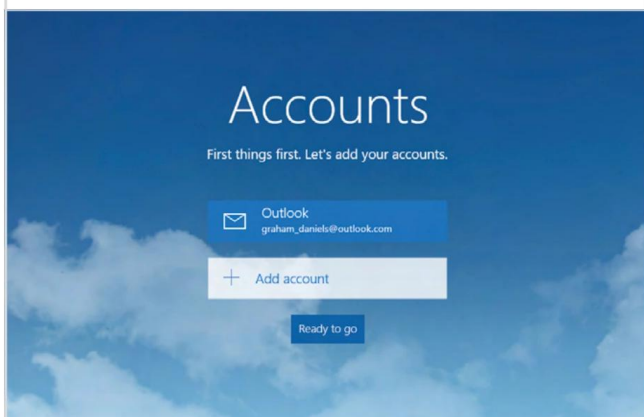 Accounts
First things first. Let's add your accounts.
Outlook
graham_daniels@outlook.com
Add account
Ready to go